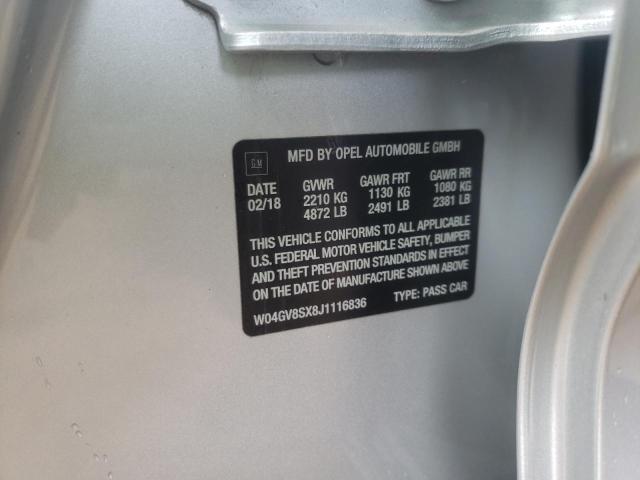 GM
MFD BY OPEL AUTOMOBILE GMBH
DATE GVWR GAWR FRT GAWR RR
02/18 2210 KG 1130 KG 1080 KG
4872 LB 2491 LB 2381 LB
THIS VEHICLE CONFORMS TO ALL APPLICABLE
U.S. FEDERAL MOTOR VEHICLE SAFETY, BUMPER
AND THEFT PREVENTION STANDARDS IN EFFECT
ON THE DATE OF MANUFACTURE SHOWN ABOVE
W04GV8SX8J1116836 TYPE: PASS CAR